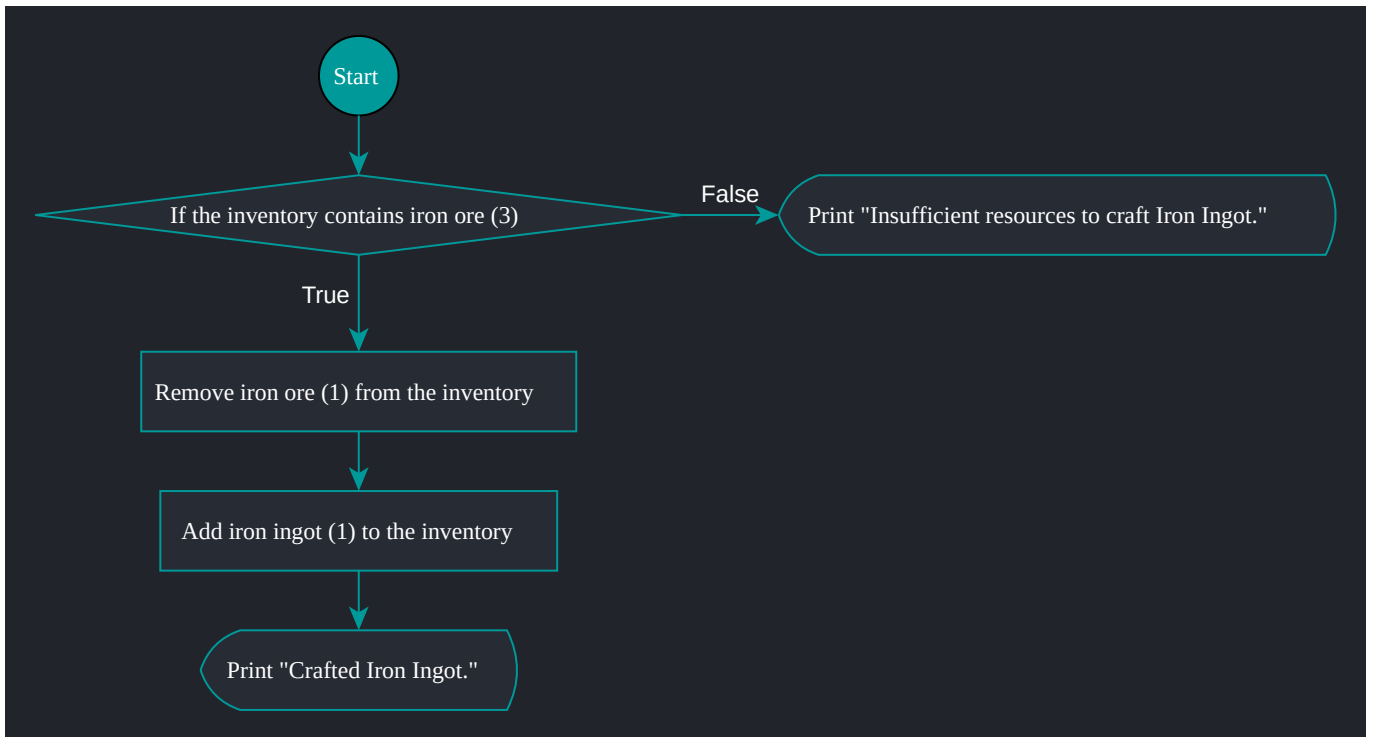 Start
If the inventory contains iron ore (3)
False
Print "Insufficient resources to craft Iron Ingot."
True
Remove iron ore (1) from the inventory
Add iron ingot (1) to the inventory
Print "Crafted Iron Ingot."